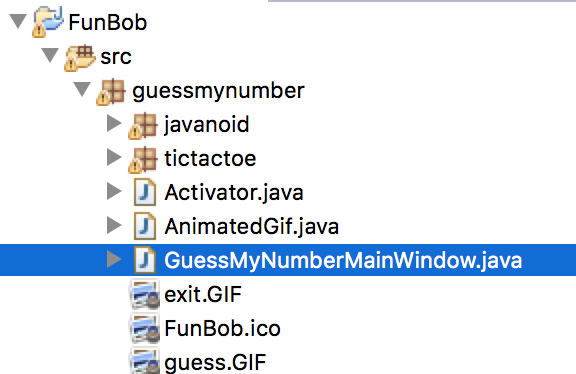 FunBob
src
guessmynumber
javanoid
tictactoe
Activator.java
AnimatedGif.java
GuessMyNumberMainWindow.java
exit.GIF
FunBob.ico
guess.GIF